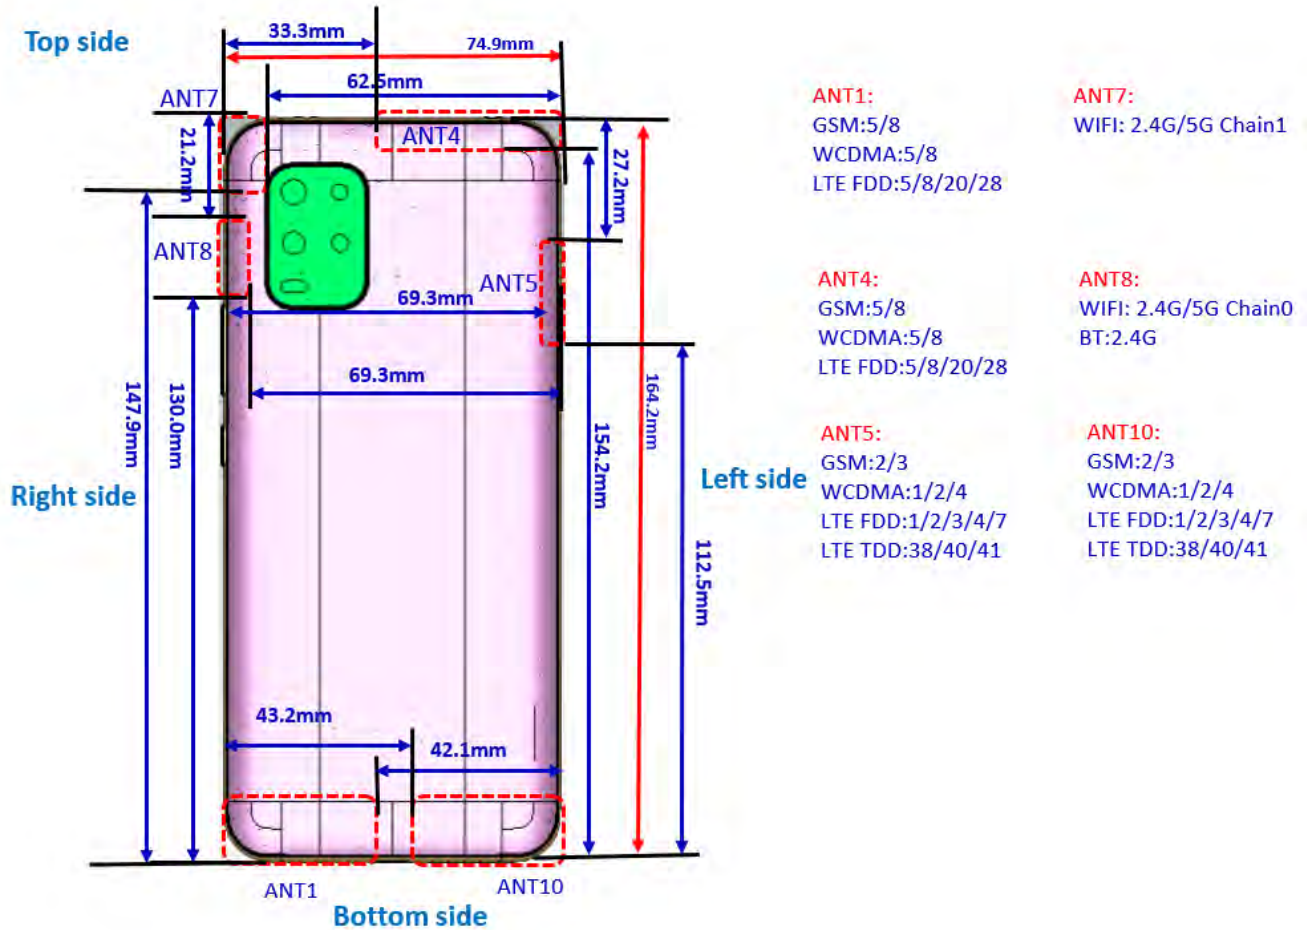 Top side
33.3mm
74.9mm
62.5mm
ANT7
ANT4
21.2mm
27.2mm
ANT8
ANT5
69.3mm
69.3mm
147.9mm
130.0mm
164.2mm
154.2mm
Right side
Left side
112.5mm
43.2mm
42.1mm
ANT1
ANT10
Bottom side
ANT1:
GSM:5/8
WCDMA:5/8
LTE FDD:5/8/20/28
ANT7:
WIFI: 2.4G/5G Chain1
ANT4:
GSM:5/8
WCDMA:5/8
LTE FDD:5/8/20/28
ANT8:
WIFI: 2.4G/5G Chain0
BT:2.4G
ANT5:
GSM:2/3
WCDMA:1/2/4
LTE FDD:1/2/3/4/7
LTE TDD:38/40/41
ANT10:
GSM:2/3
WCDMA:1/2/4
LTE FDD:1/2/3/4/7
LTE TDD:38/40/41